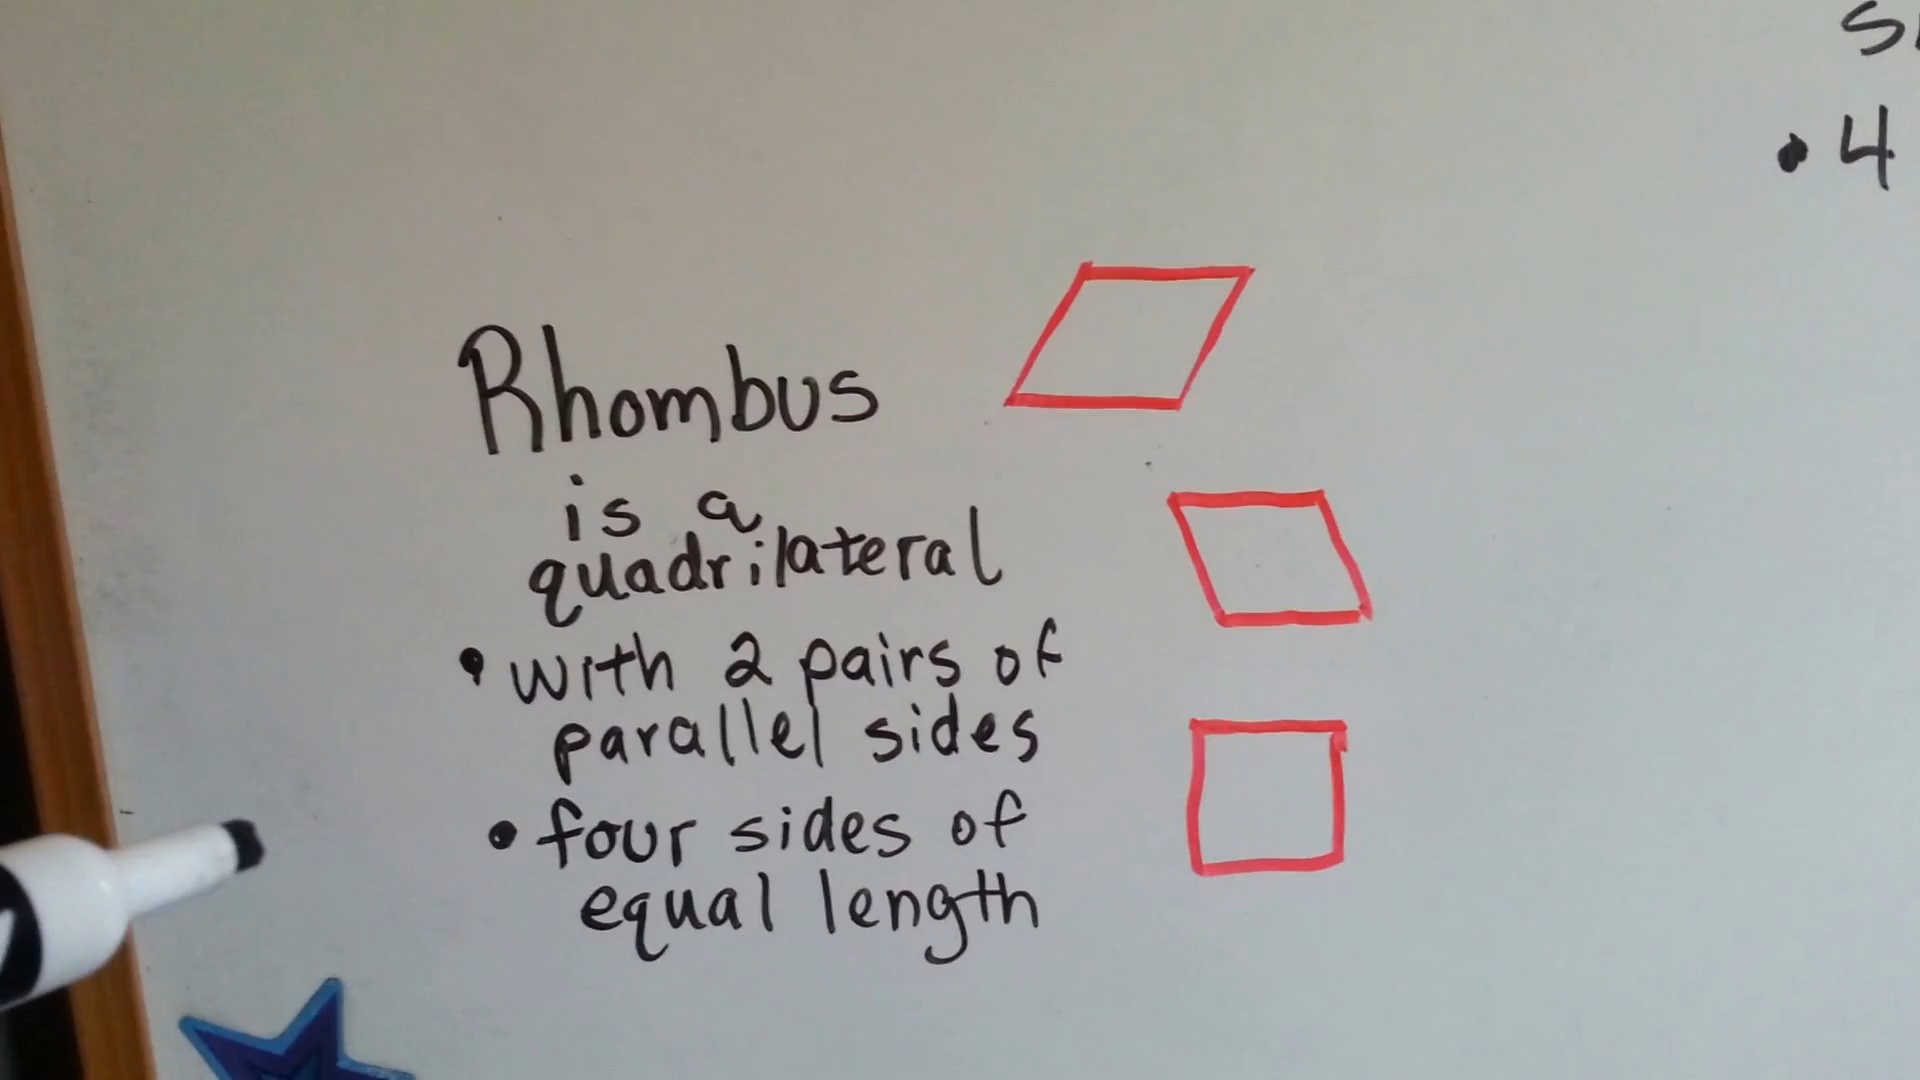 Rhombus
is a
quadrilateral
• with 2 pairs of
parallel sides
• four sides of
equal length
• 4